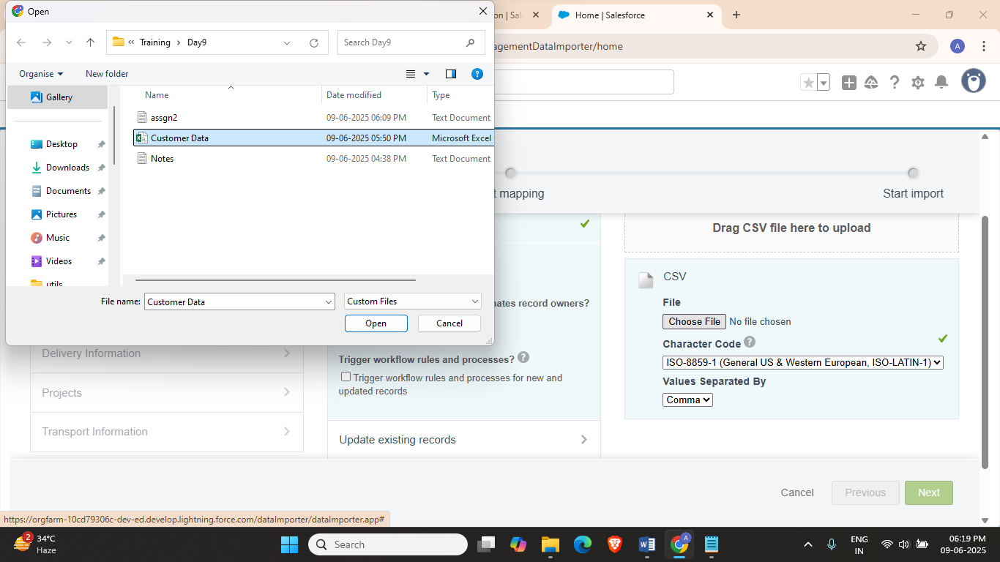 Open
on | Sal
Home | Salesforce
Training
Day9
Search Day9
agementDataImporter/home
A
Organise
New folder
?
Gallery
Desktop
Downloads
Documents
Pictures
Music
Videos
utils
Name
Date modified
Type
assgn2
09-06-2025 06:09 PM
Text Document
Customer Data
09-06-2025 05:50 PM
Microsoft Excel
Notes
09-06-2025 04:38 PM
Text Document
File name:
Customer Data
Custom Files
Open
Cancel
t mapping
Start import
Drag CSV file here to upload
CSV
File
Choose File No file chosen
Character Code ?
ISO-8859-1 (General US & Western European, ISO-LATIN-1)
Values Separated By
Comma
nates record owners?
Trigger workflow rules and processes? ?
Trigger workflow rules and processes for new and
updated records
Update existing records
Delivery Information
Projects
Transport Information
Cancel
Previous
Next
https://orgfarm-10cd79306c-dev-ed.develop.lightning.force.com/dataImporter/dataImporter.app#
2
34°C
Haze
Search
A
ENG
IN
06:19 PM
09-06-2025